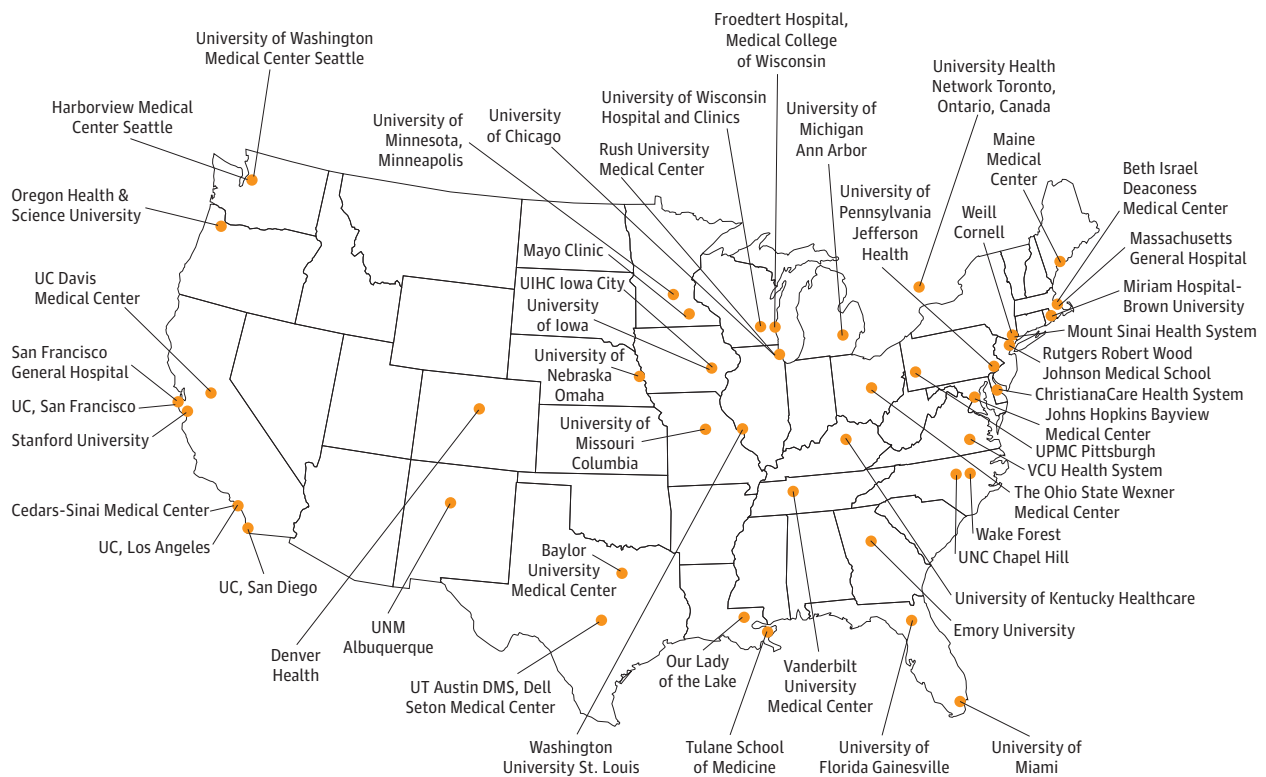 Froedtert Hospital,
Medical College
of Wisconsin
University of Washington
Medical Center Seattle
University Health
Network Toronto,
Ontario, Canada
Harborview Medical
Center Seattle
University of
Minnesota,
Minneapolis
University
of Chicago
University of Wisconsin
Hospital and Clinics
Rush University
Medical Center
University of
Michigan
Ann Arbor
Maine
Medical
Center
Beth Israel
Deaconess
Medical Center
Oregon Health &
Science University
University of
Pennsylvania
Jefferson
Health
Weill
Cornell
Massachusetts
General Hospital
Mayo Clinic
UC Davis
Medical Center
UIHC Iowa City
University
of Iowa
Miriam Hospital-
Brown University
Mount Sinai Health System
San Francisco
General Hospital
University of
Nebraska
Omaha
Rutgers Robert Wood
Johnson Medical School
UC, San Francisco
ChristianaCare Health System
Stanford University
University of
Missouri
Columbia
Johns Hopkins Bayview
Medical Center
UPMC Pittsburgh
VCU Health System
The Ohio State Wexner
Medical Center
Cedars-Sinai Medical Center
Wake Forest
UC, Los Angeles
Baylor
University
Medical Center
UNC Chapel Hill
UC, San Diego
University of Kentucky Healthcare
UNM
Albuquerque
Emory University
Denver
Health
Our Lady
of the Lake
Vanderbilt
University
Medical Center
UT Austin DMS, Dell
Seton Medical Center
Washington
University St. Louis
Tulane School
of Medicine
University of
Florida Gainesville
University of
Miami